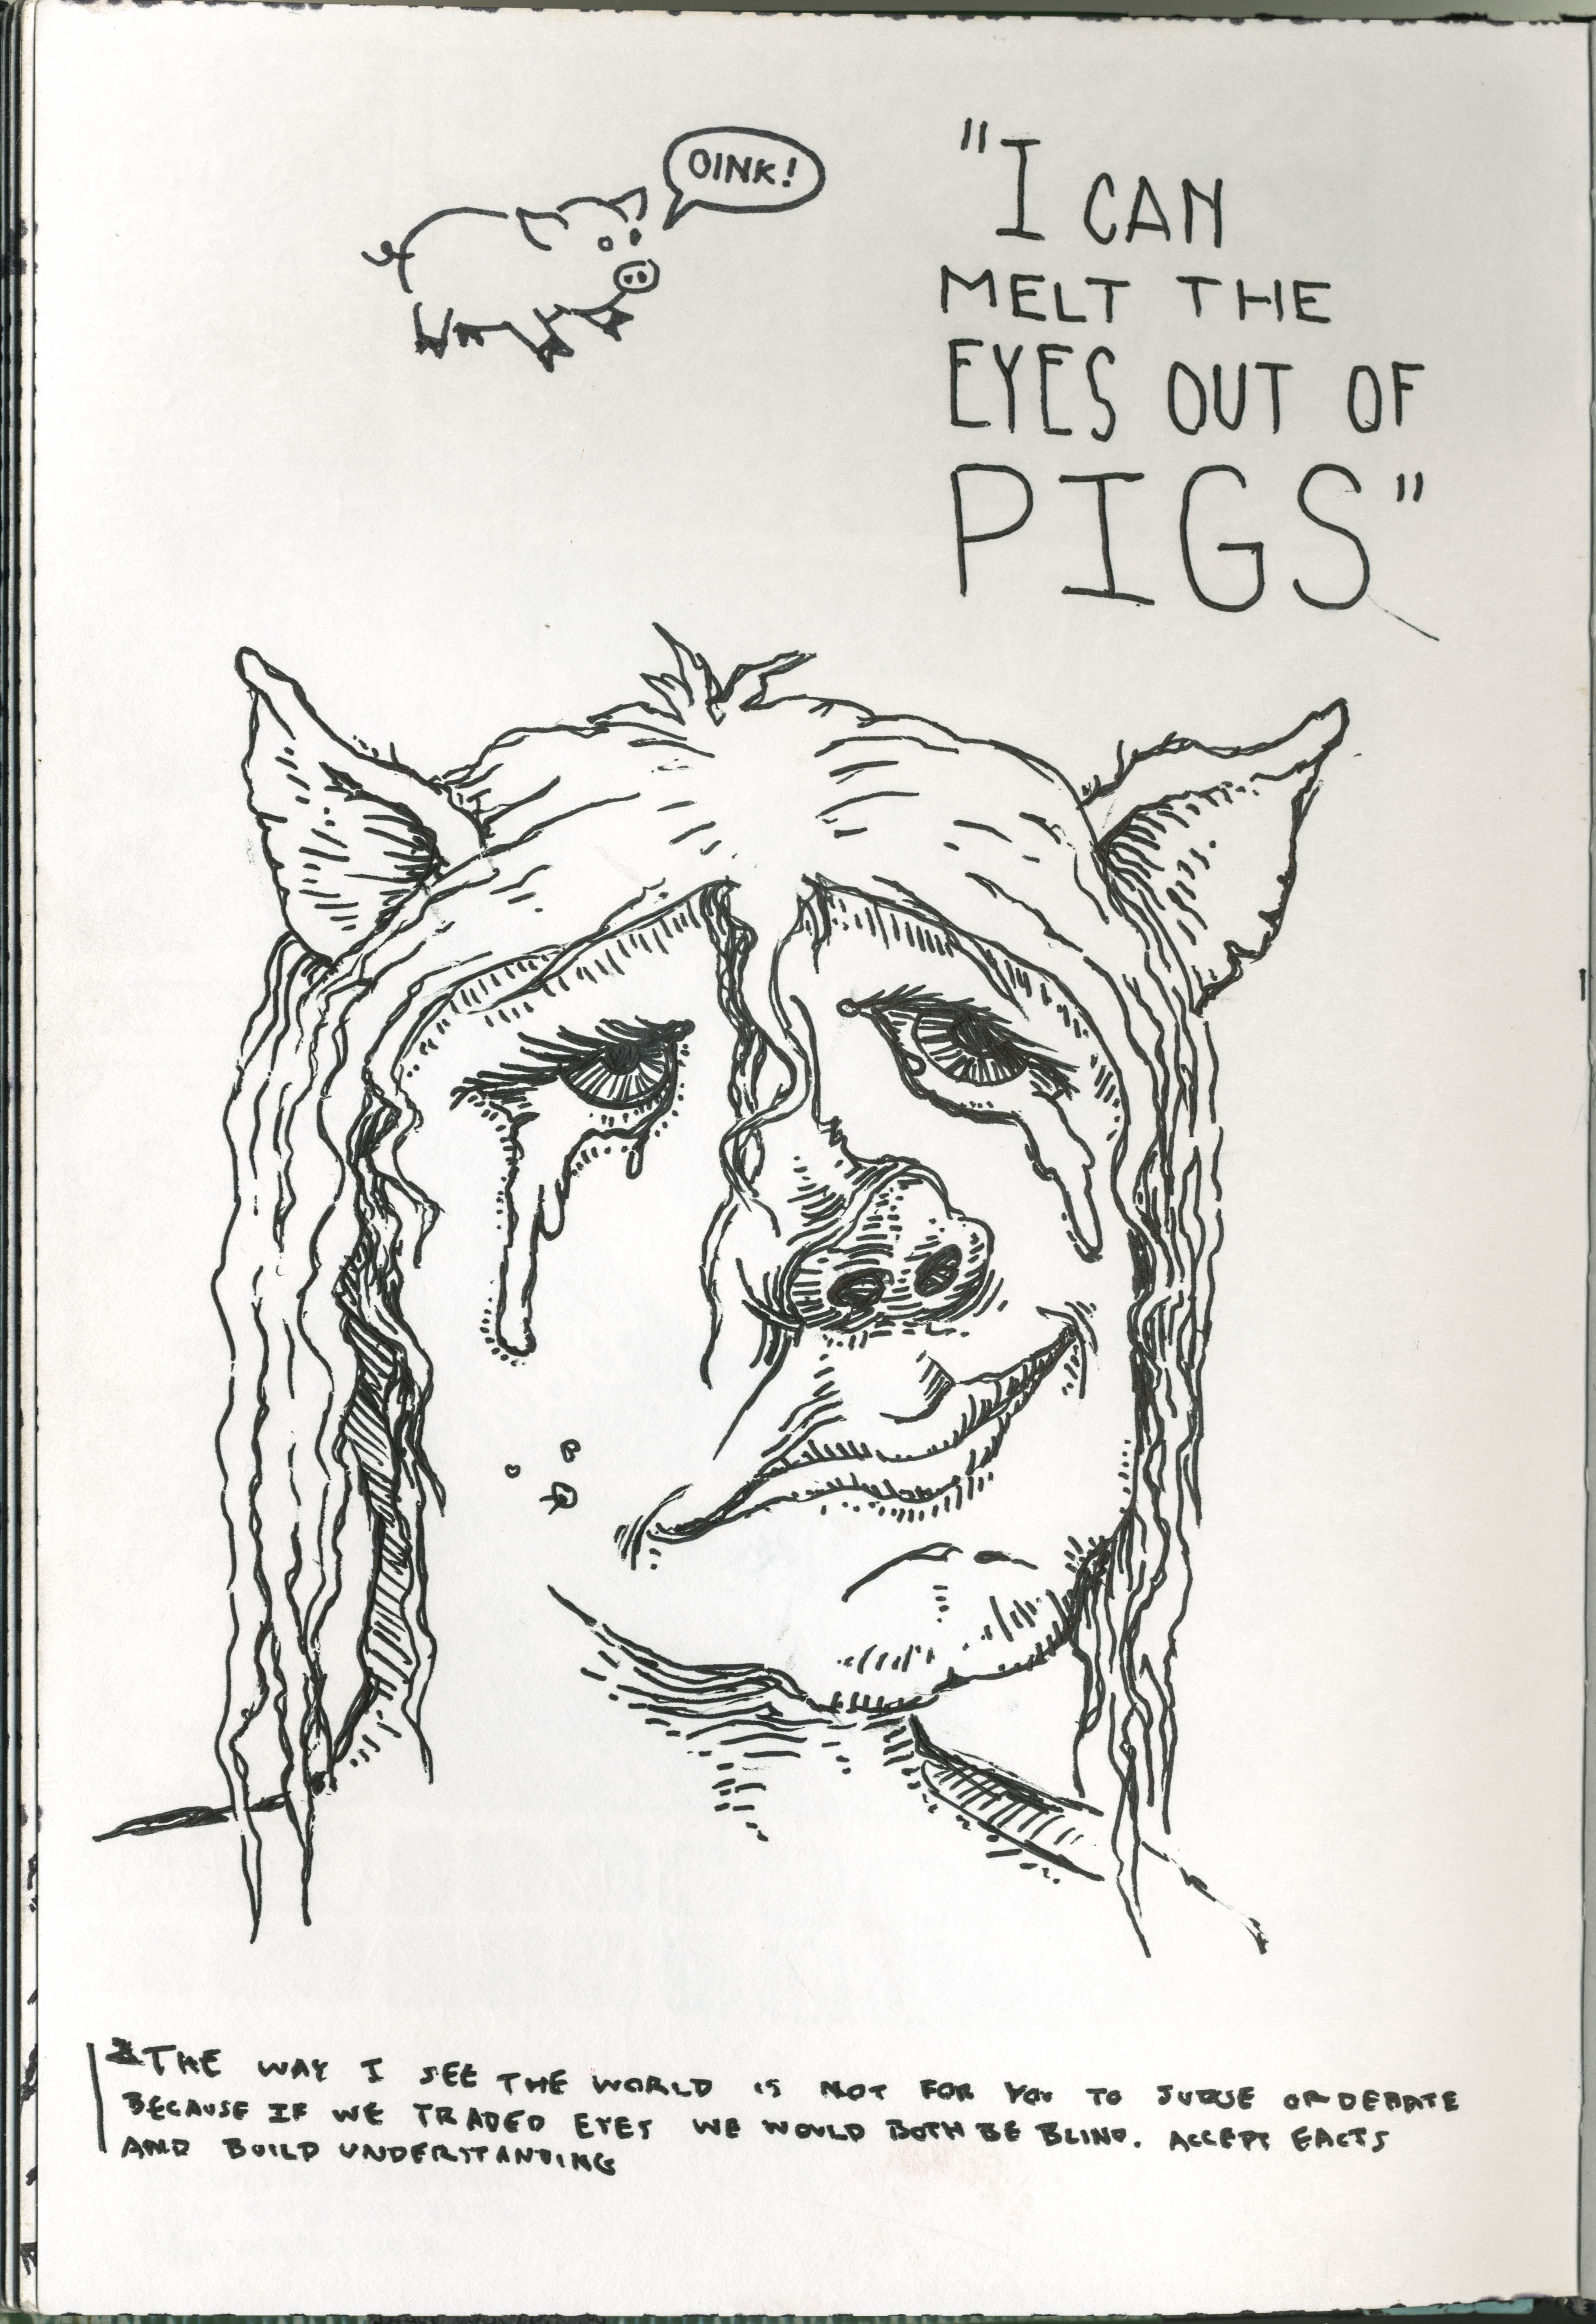 OINK!
"I CAN
MELT THE
EYES OUT OF
PIGS"
THE WAY I SEE THE WORLD IS NOT FOR YOU TO JUDGE OR DEBATE
BECAUSE IF WE TRADED EYES WE WOULD BOTH BE BLIND. ACCEPT FACTS
AND BUILD UNDERSTANDING